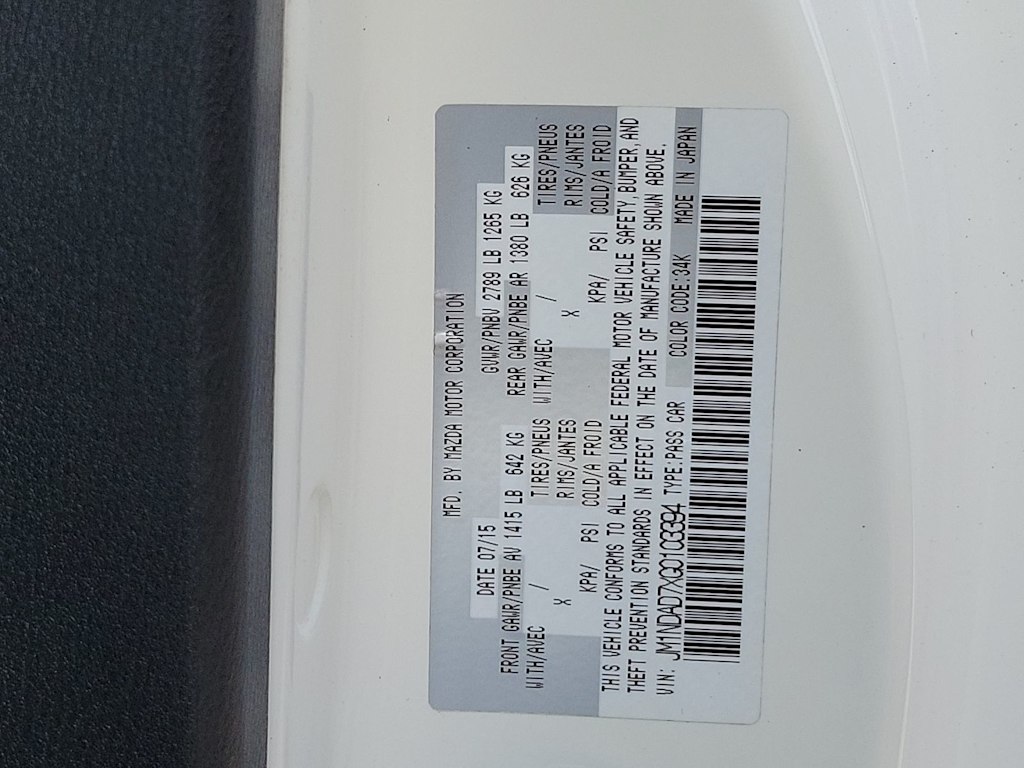 MFD. BY MAZDA MOTOR CORPORATION
DATE 07/15 GVWR/PNBV 2789 LB 1265 KG
FRONT GAWR/PNBE AV 1415 LB 642 KG REAR GAWR/PNBE AR 1380 LB 626 KG
WITH/AVEC / TIRES/PNEUS WITH/AVEC / TIRES/PNEUS
X RIMS/JANTES X RIMS/JANTES
KPA/ PSI COLD/A FROID KPA/ PSI COLD/A FROID
THIS VEHICLE CONFORMS TO ALL APPLICABLE FEDERAL MOTOR VEHICLE SAFETY, BUMPER, AND
THEFT PREVENTION STANDARDS IN EFFECT ON THE DATE OF MANUFACTURE SHOWN ABOVE.
VIN: JM1NDAD7XG0103394 TYPE:PASS CAR COLOR CODE:34K MADE IN JAPAN